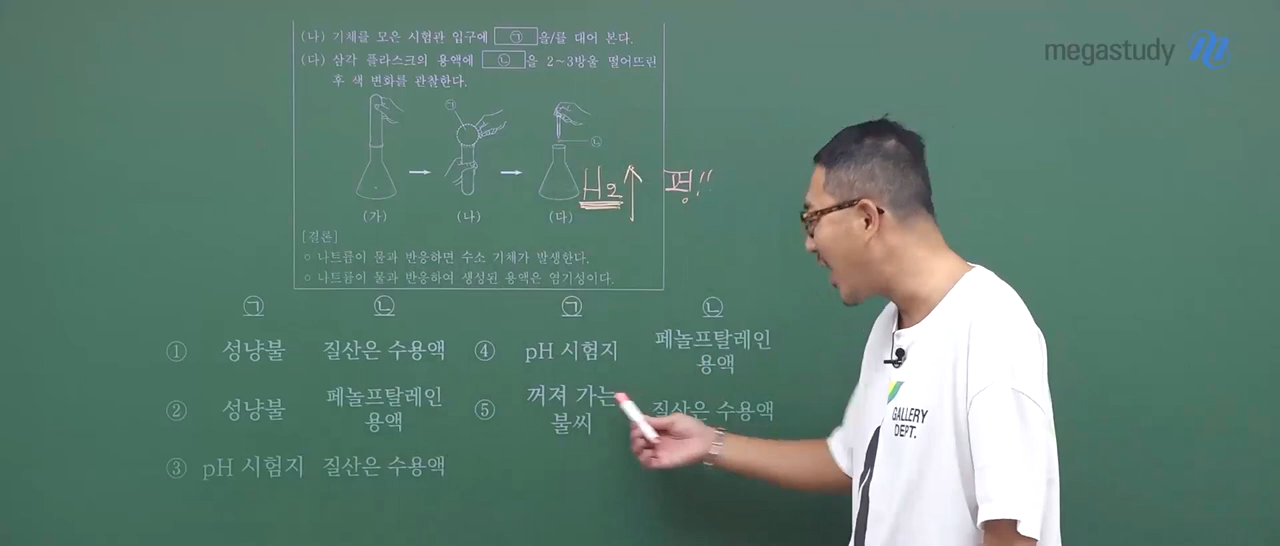 (나) 기체를 모은 시험관 입구에 ㉠을/를 대어 본다.
(다) 삼각 플라스크의 용액에 ㉡을 2~3방울 떨어뜨린
후 색 변화를 관찰한다.
㉠
㉡
H2↑ 펑!!
(가) (나) (다)
[결론]
○ 나트륨이 물과 반응하면 수소 기체가 발생한다.
○ 나트륨이 물과 반응하여 생성된 용액은 염기성이다.
㉠ ㉡ ㉠ ㉡
① 성냥불 질산은 수용액 ④ pH 시험지 페놀프탈레인
용액
② 성냥불 페놀프탈레인
용액
⑤ 꺼져 가는
불씨
질산은 수용액
③ pH 시험지 질산은 수용액
megastudy
GALLERY
DEPT.